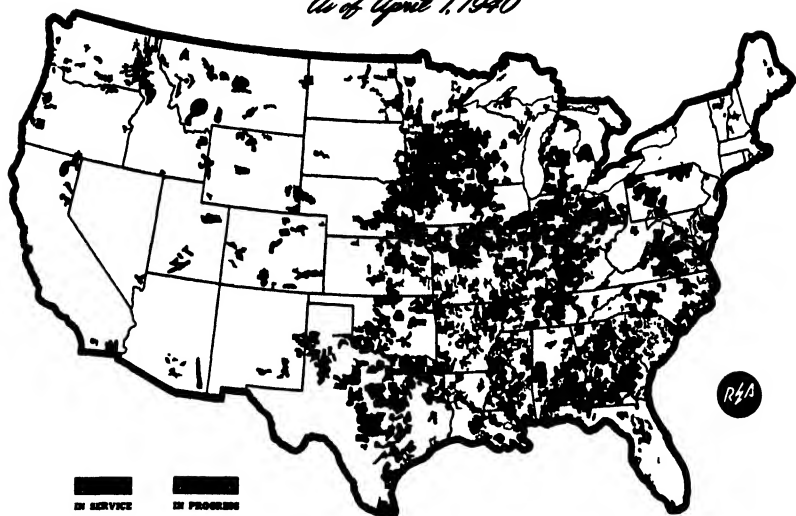 As of April 1, 1940
REA
IN SERVICE IN PROGRESS